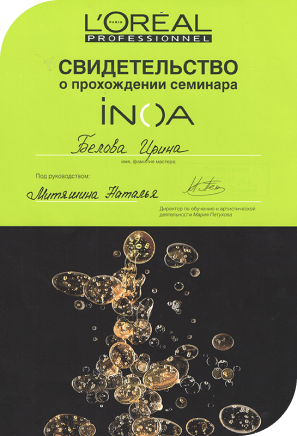 L'ORÉAL
PARIS
PROFESSIONNEL
СВИДЕТЕЛЬСТВО
о прохождении семинара
iNOA
Белова Ирина
имя, фамилия мастера
Под руководством:
Митяшина Наталья
Директор по обучению и артистической
деятельности Мария Петухова